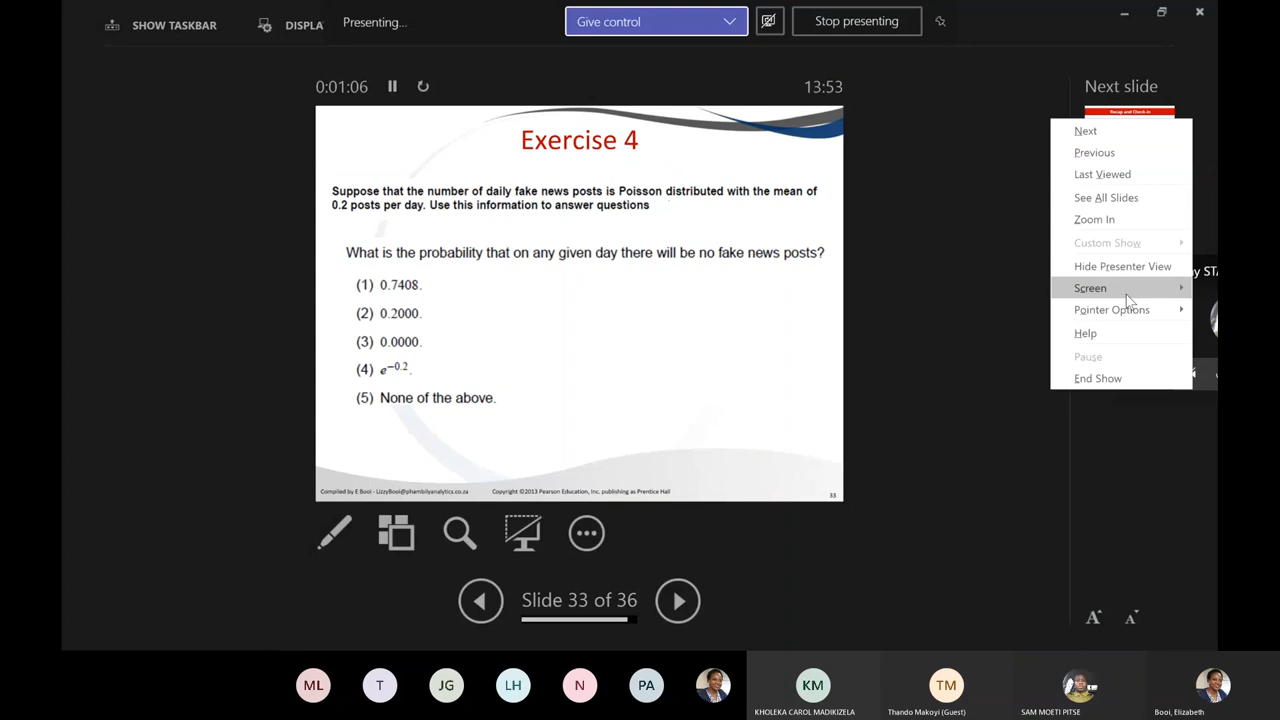 SHOW TASKBAR
DISPLA
Presenting...
Give control
Stop presenting
0:01:06
13:53
Next slide
Recap and Check-in
Exercise 4
Suppose that the number of daily fake news posts is Poisson distributed with the mean of
0.2 posts per day. Use this information to answer questions
What is the probability that on any given day there will be no fake news posts?
(1) 0.7408.
(2) 0.2000.
(3) 0.0000.
(4) e^−0.2.
(5) None of the above.
Compiled by E Booi - LizzyBooi@phambilyanalytics.co.za
Copyright ©2013 Pearson Education, Inc. publishing as Prentice Hall
33
Next
Previous
Last Viewed
See All Slides
Zoom In
Custom Show
Hide Presenter View
Screen
Pointer Options
Help
Pause
End Show
y STA
Slide 33 of 36
A
A
ML
T
JG
LH
N
PA
KM
KHOLEKA CAROL MADIKIZELA
TM
Thando Makoyi (Guest)
SAM MOETI PITSE
Booi, Elizabeth